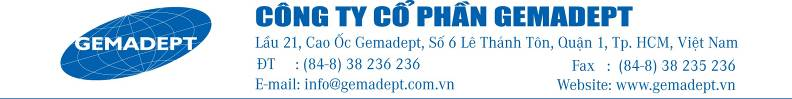 GEMADEPT
CÔNG TY CỔ PHẦN GEMADEPT
Lầu 21, Cao Ốc Gemadept, Số 6 Lê Thánh Tôn, Quận 1, Tp. HCM, Việt Nam
ĐT : (84-8) 38 236 236 Fax : (84-8) 38 235 236
E-mail: info@gemadept.com.vn Website: www.gemadept.vn